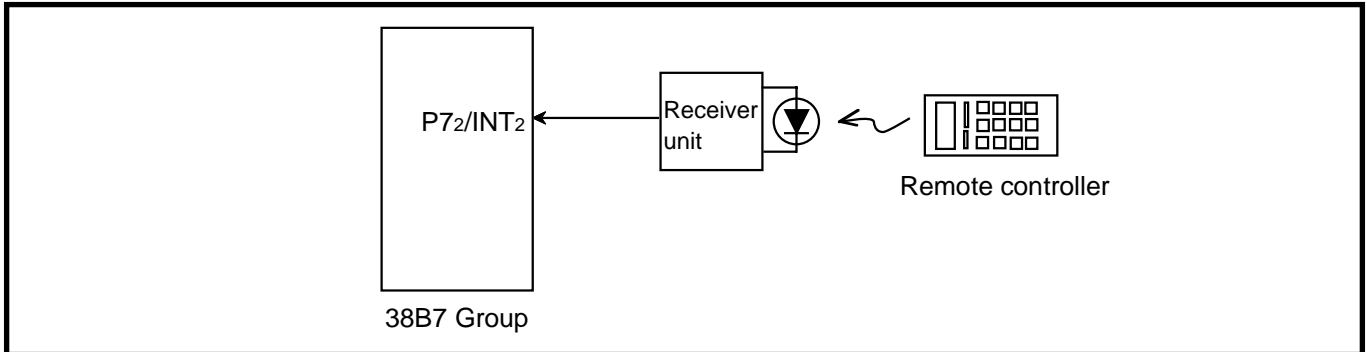 P72/INT2
Receiver
unit
Remote controller
38B7 Group